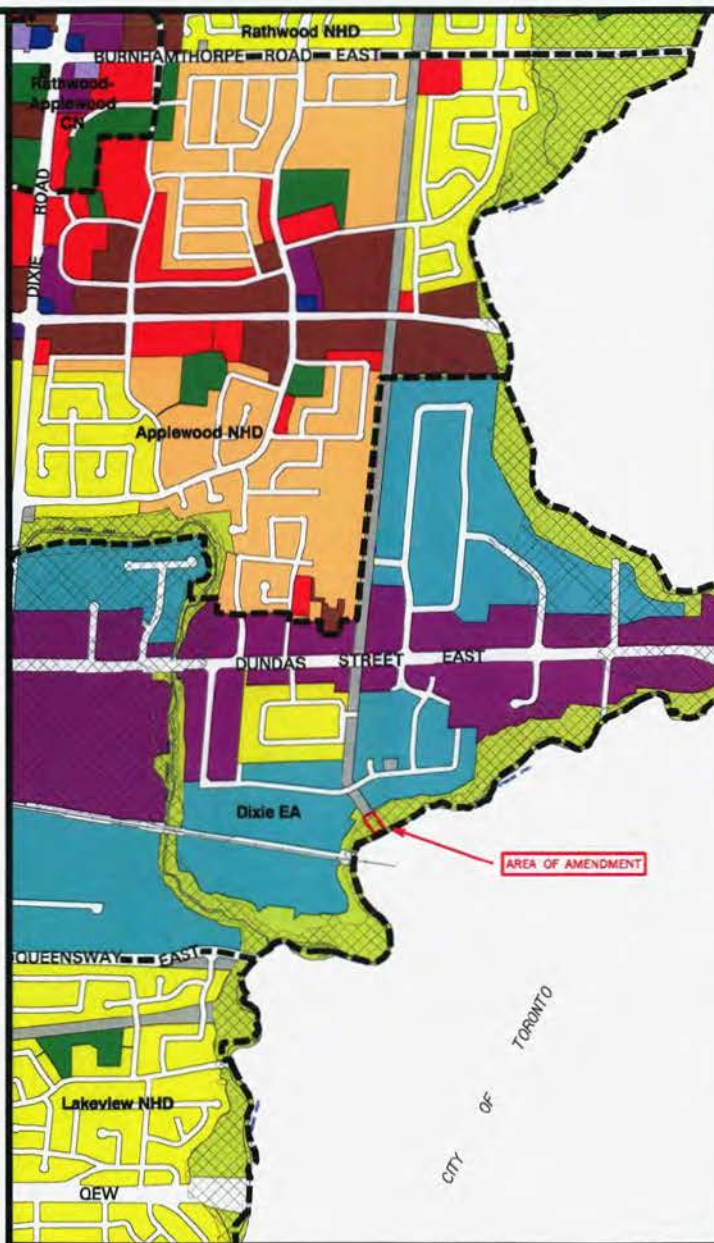 Rathwood NHD
BURNHAMTHORPE ROAD EAST
Rathwood-
Applewood
CN
DIXIE ROAD
Applewood NHD
DUNDAS STREET EAST
Dixie EA
AREA OF AMENDMENT
QUEENSWAY EAST
CITY OF TORONTO
Lakeview NHD
QEW